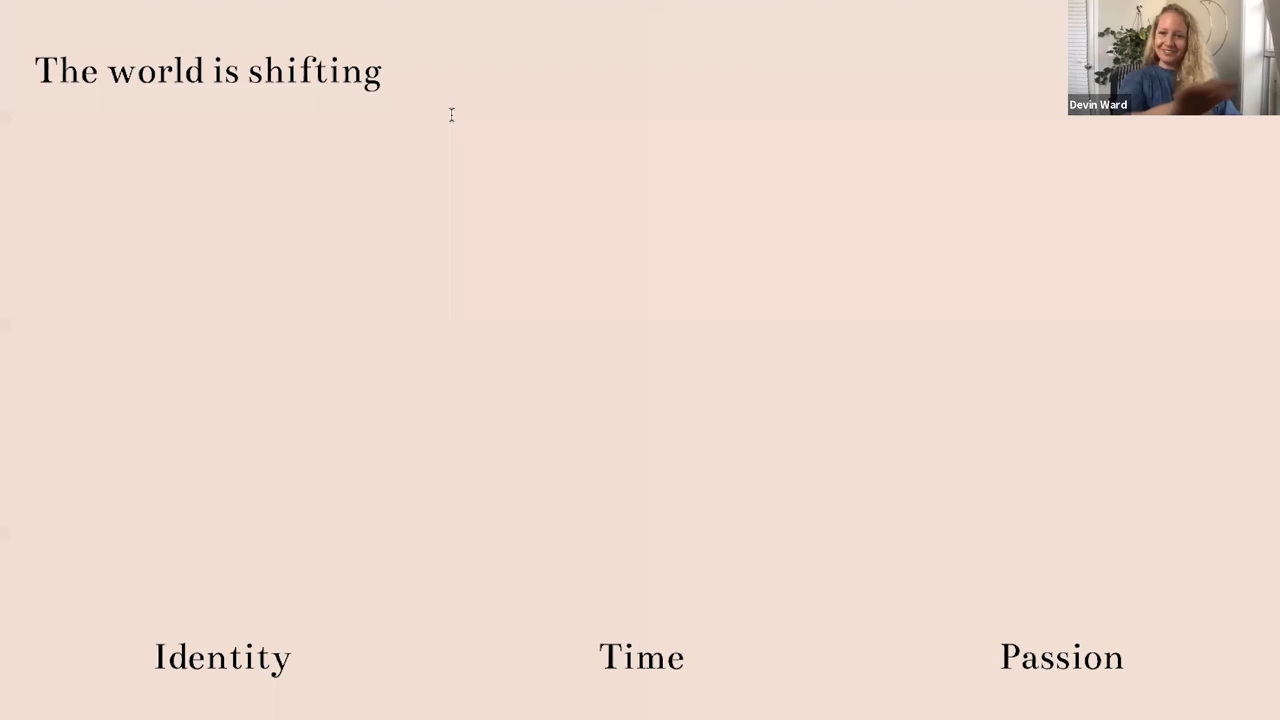 The world is shifting
Devin Ward
Identity
Time
Passion